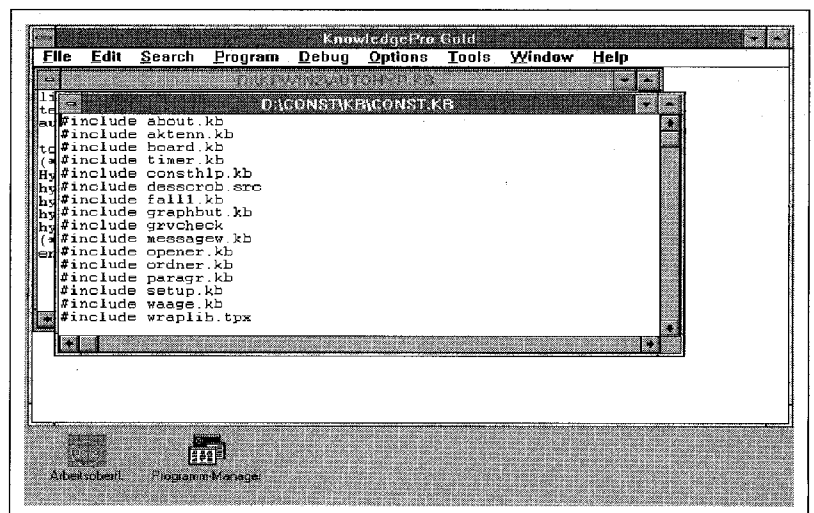 KnowledgePro Gold
File Edit Search Program Debug Options Tools Window Help
D:\CONST\KB\CONST.KB
#include about.kb
#include aktenn.kb
#include board.kb
#include timer.kb
#include consthlp.kb
#include desscrob.src
#include fall1.kb
#include graphbut.kb
#include grvcheck
#include messagew.kb
#include opener.kb
#include ordner.kb
#include paragr.kb
#include setup.kb
#include waage.kb
#include wraplib.tpx
Arbeitsoberfl. Programm-Manager